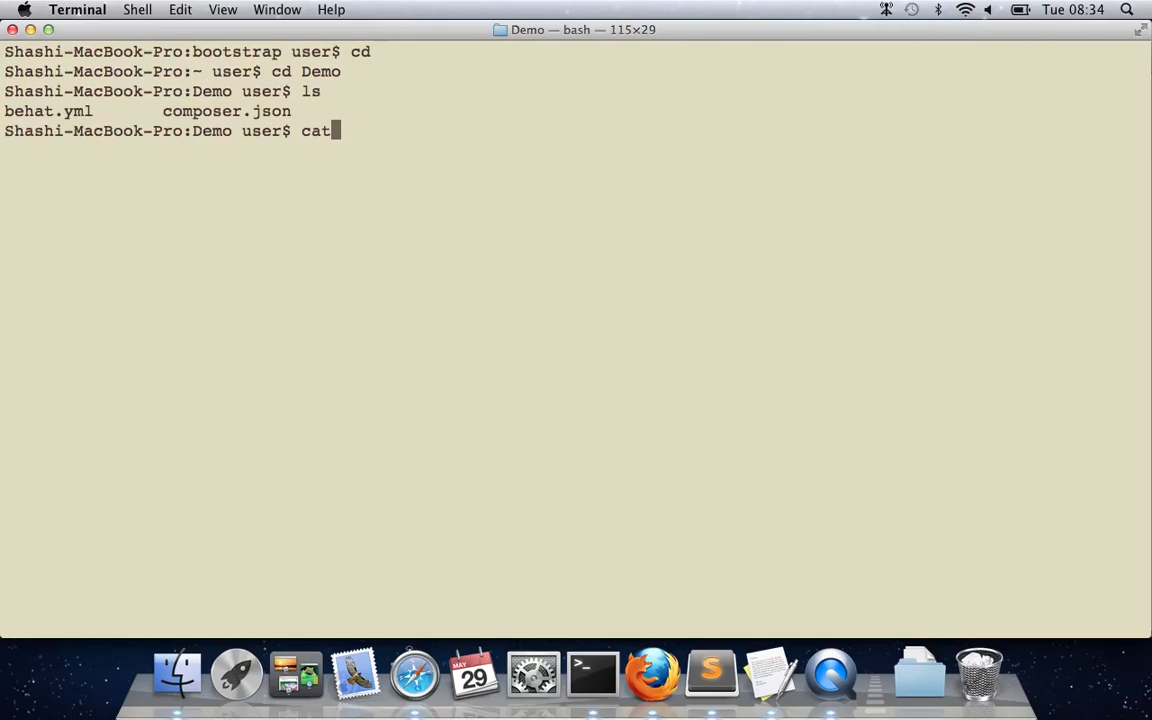 Terminal Shell Edit View Window Help Tue 08:34
Demo — bash — 115×29
Shashi-MacBook-Pro:bootstrap user$ cd
Shashi-MacBook-Pro:~ user$ cd Demo
Shashi-MacBook-Pro:Demo user$ ls
behat.yml composer.json
Shashi-MacBook-Pro:Demo user$ cat
>_
MAY
29
S